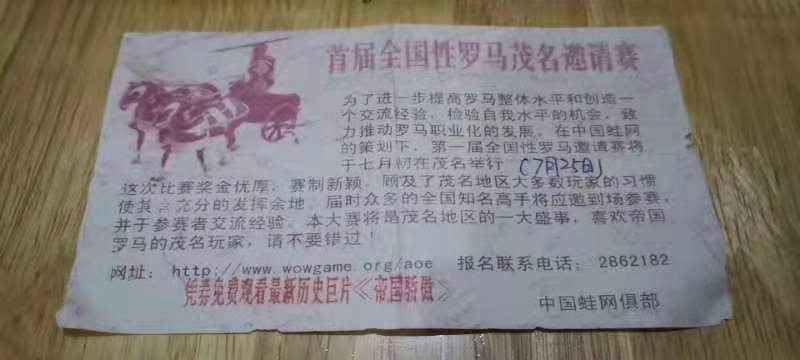 首届全国性罗马茂名邀请赛
为了进一步提高罗马整体水平和创造一
个交流经验、检验自我水平的机会，致
力推动罗马职业化的发展，在中国蛙网
的策划下，第一届全国性罗马邀请赛将
于七月初在茂名举行 (7月25日)
这次比赛奖金优厚，赛制新颖，顾及了茂名地区大多数玩家的习惯
使其充分的发挥余地，届时众多的全国知名高手将应邀到场参赛，
并于参赛者交流经验。本大赛将是茂名地区的一大盛事，喜欢帝国
罗马的茂名玩家，请不要错过！
网址： http://www.wowgame.org/aoe 报名联系电话： 2862182
凭券免费观看最新历史巨片《帝国骄傲》
中国蛙网俱部